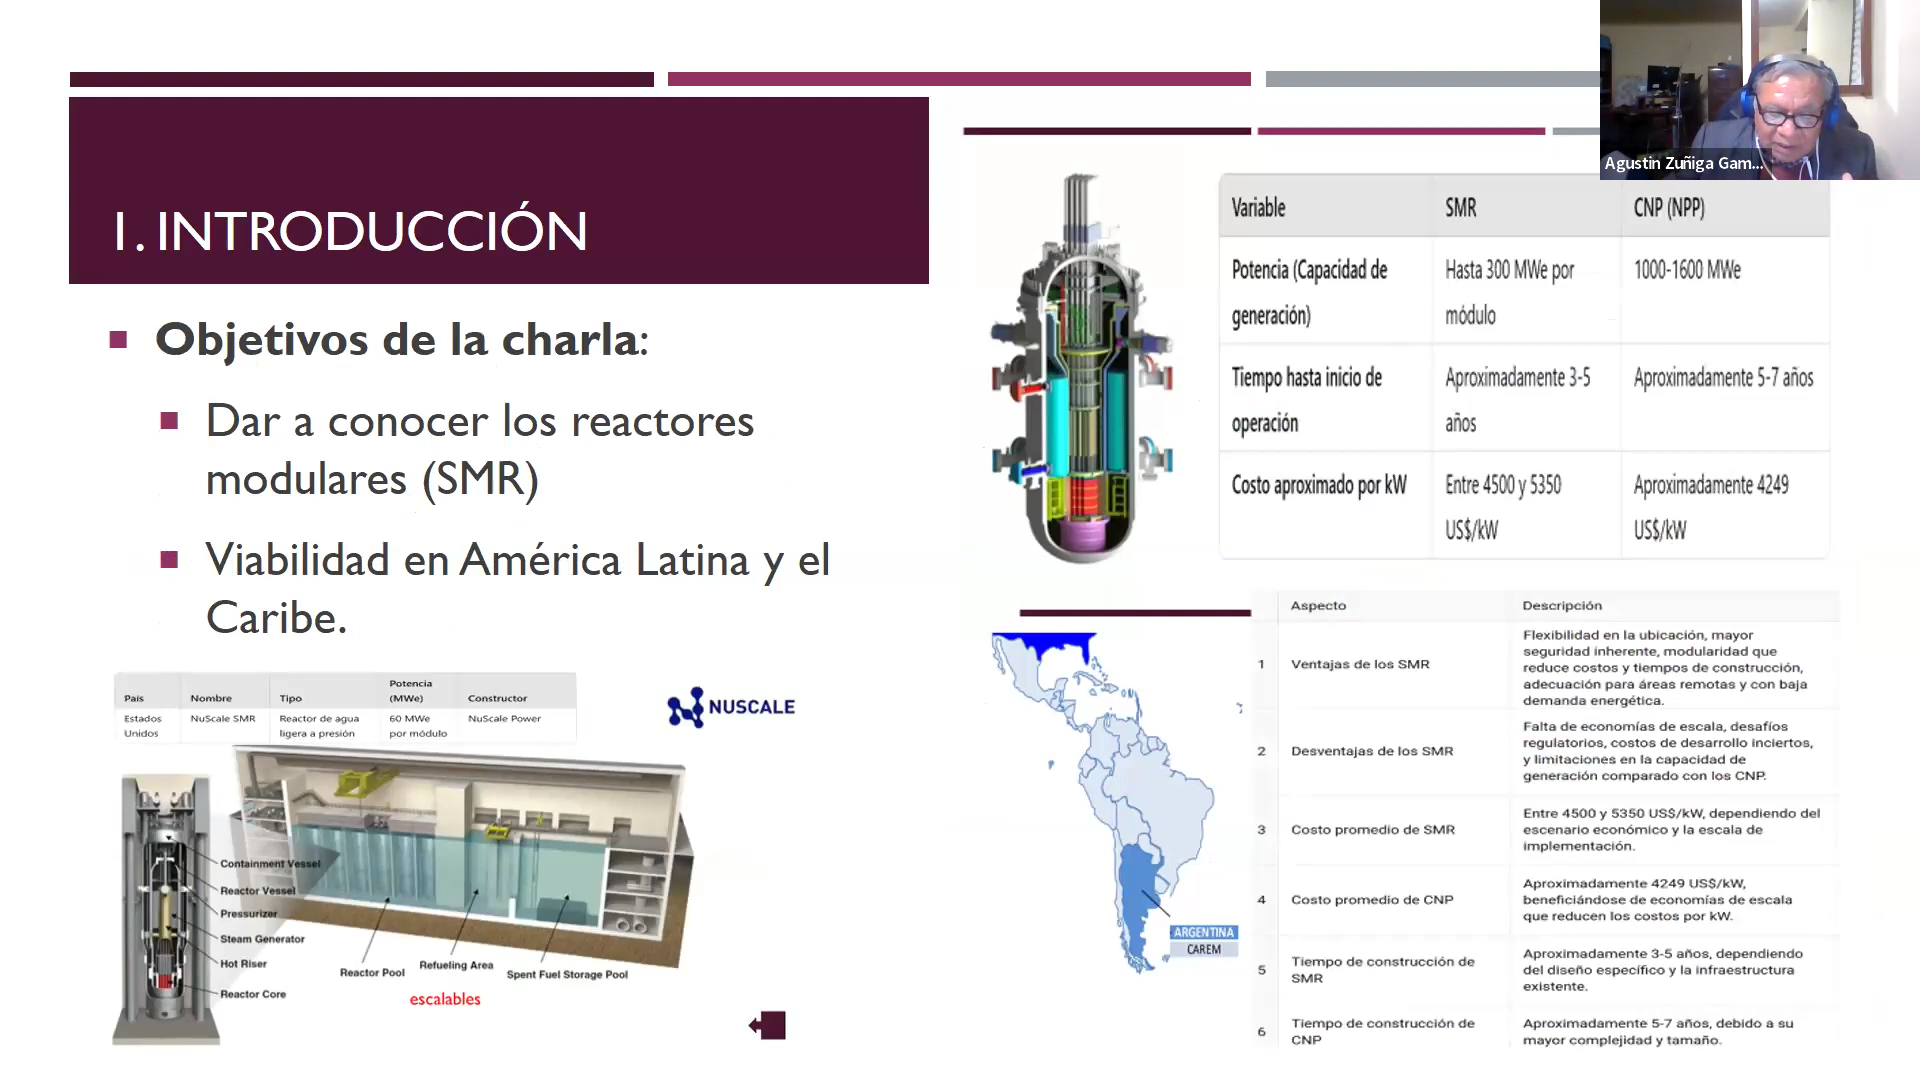 1. INTRODUCCIÓN
Objetivos de la charla:
Dar a conocer los reactores
modulares (SMR)
Viabilidad en América Latina y el
Caribe.
País Nombre Tipo Potencia (MWe) Constructor
Estados Unidos NuScale SMR Reactor de agua ligera a presión 60 MWe por módulo NuScale Power
NUSCALE
Containment Vessel
Reactor Vessel
Pressurizer
Steam Generator
Hot Riser
Reactor Core
Reactor Pool
Refueling Area
Spent Fuel Storage Pool
escalables
Agustin Zuñiga Gam...
Variable SMR CNP (NPP)
Potencia (Capacidad de generación) Hasta 300 MWe por módulo 1000-1600 MWe
Tiempo hasta inicio de operación Aproximadamente 3-5 años Aproximadamente 5-7 años
Costo aproximado por kW Entre 4500 y 5350 US$/kW Aproximadamente 4249 US$/kW
ARGENTINA
CAREM
Aspecto Descripción
1 Ventajas de los SMR Flexibilidad en la ubicación, mayor
seguridad inherente, modularidad que
reduce costos y tiempos de construcción,
adecuación para áreas remotas y con baja
demanda energética.
2 Desventajas de los SMR Falta de economías de escala, desafíos
regulatorios, costos de desarrollo inciertos,
y limitaciones en la capacidad de
generación comparado con los CNP.
3 Costo promedio de SMR Entre 4500 y 5350 US$/kW, dependiendo del
escenario económico y la escala de
implementación.
4 Costo promedio de CNP Aproximadamente 4249 US$/kW,
beneficiándose de economías de escala
que reducen los costos por kW.
5 Tiempo de construcción de SMR Aproximadamente 3-5 años, dependiendo
del diseño específico y la infraestructura
existente.
6 Tiempo de construcción de CNP Aproximadamente 5-7 años, debido a su
mayor complejidad y tamaño.